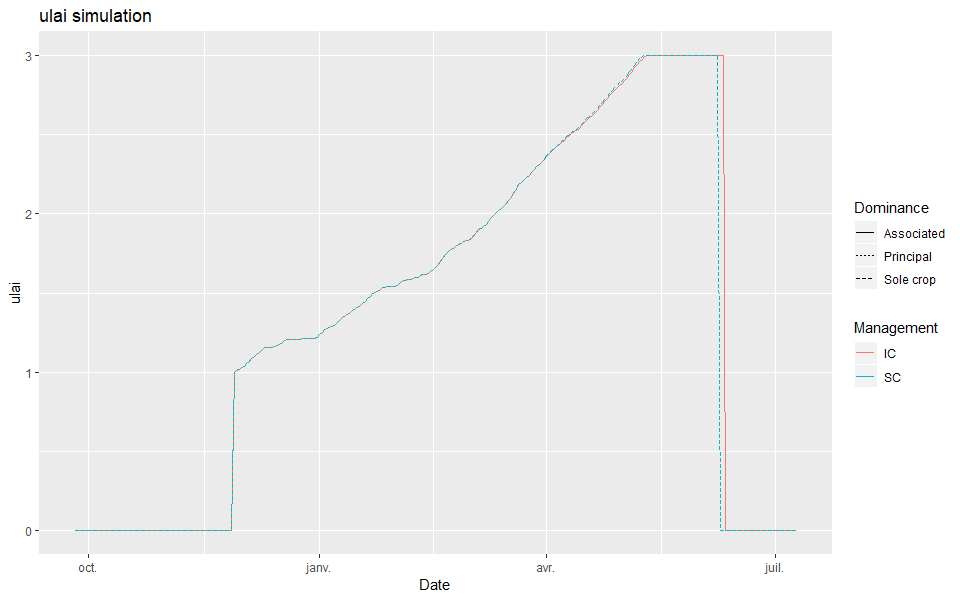 ulai simulation
3
2
1
0
ulai
oct.
janv.
avr.
juil.
Date
Dominance
Associated
Principal
Sole crop
Management
IC
SC